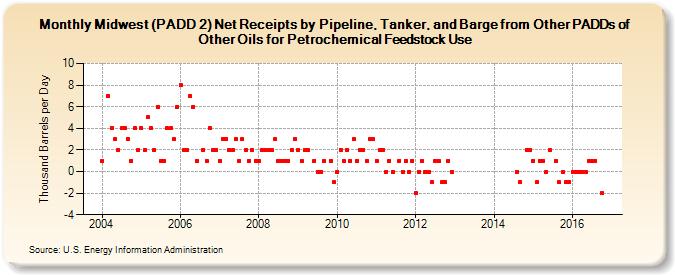 Monthly Midwest (PADD 2) Net Receipts by Pipeline, Tanker, and Barge from Other PADDs of
Other Oils for Petrochemical Feedstock Use
Thousand Barrels per Day
10
8
6
4
2
0
-2
-4
2004 2006 2008 2010 2012 2014 2016
Source: U.S. Energy Information Administration